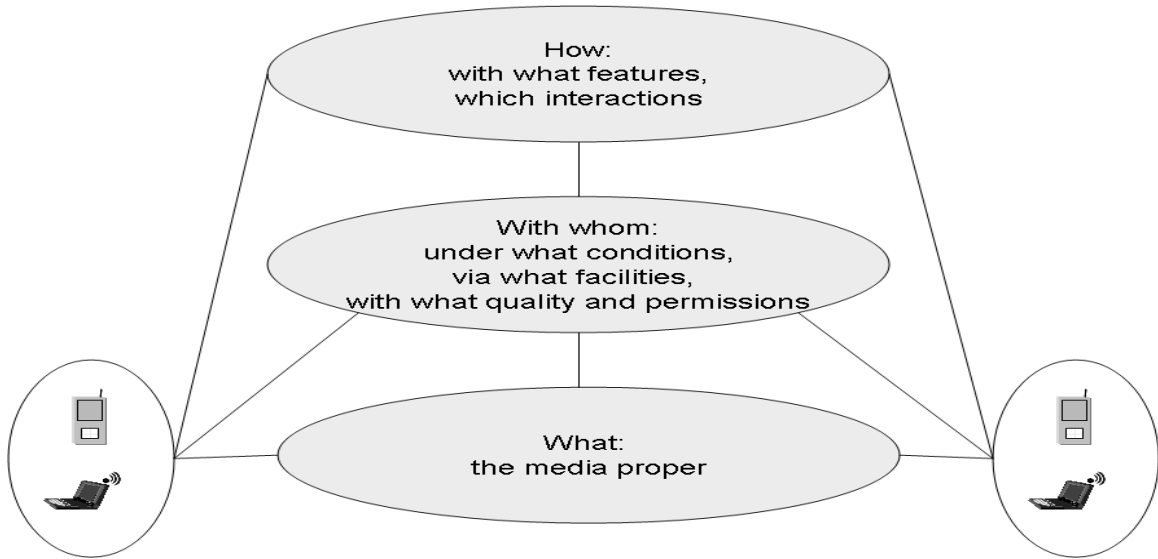 How:
with what features,
which interactions
With whom:
under what conditions,
via what facilities,
with what quality and permissions
What:
the media proper